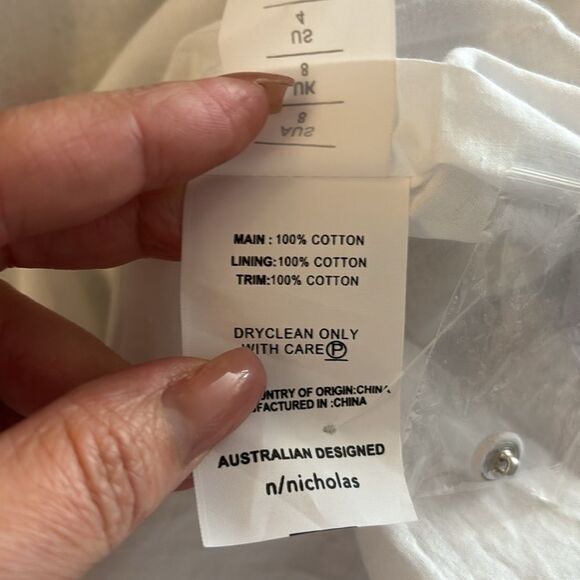 4
US
8
UK
8
AUS
MAIN : 100% COTTON
LINING:100% COTTON
TRIM:100% COTTON
DRYCLEAN ONLY
WITH CARE Ⓟ
OF ORIGIN:CHINA
IN :CHINA
AUSTRALIAN DESIGNED
n/nicholas